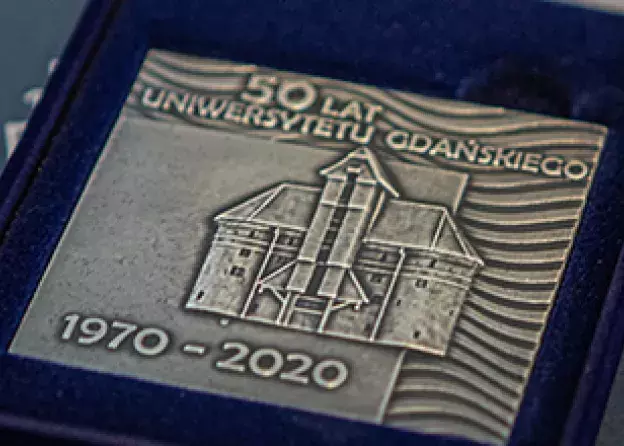 50 LAT
UNIWERSYTETU GDAŃSKIEGO
1970 - 2020